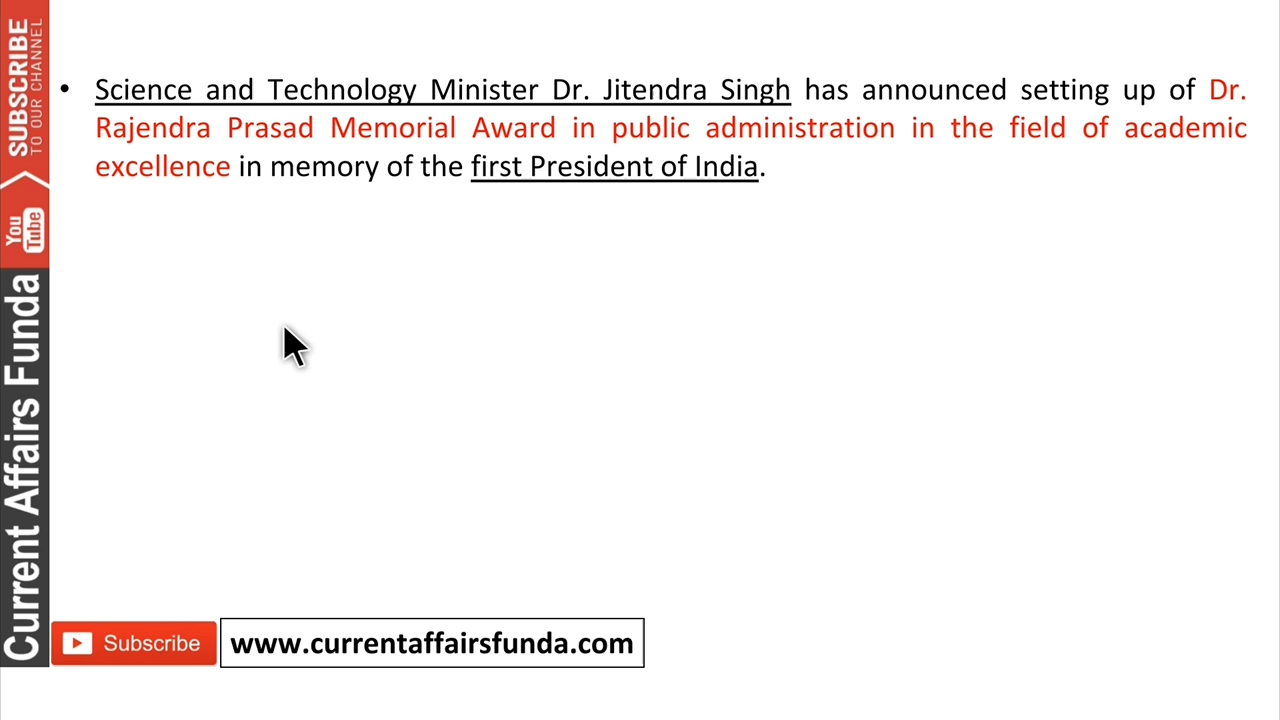 SUBSCRIBE
TO OUR CHANNEL
You
Tube
Current Affairs Funda
• Science and Technology Minister Dr. Jitendra Singh has announced setting up of Dr.
Rajendra Prasad Memorial Award in public administration in the field of academic
excellence in memory of the first President of India.
Subscribe
www.currentaffairsfunda.com